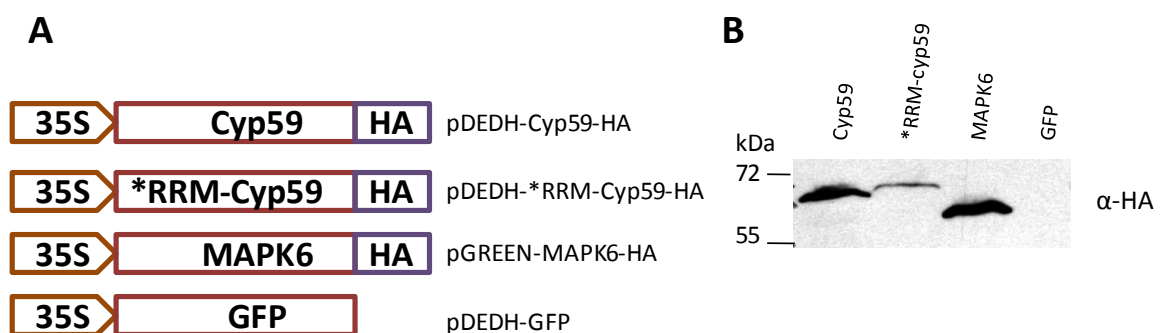 A
35S Cyp59 HA pDEDH-Cyp59-HA
35S *RRM-Cyp59 HA pDEDH-*RRM-Cyp59-HA
35S MAPK6 HA pGREEN-MAPK6-HA
35S GFP pDEDH-GFP
B
Cyp59 *RRM-cyp59 MAPK6 GFP
kDa
72
55
α-HA